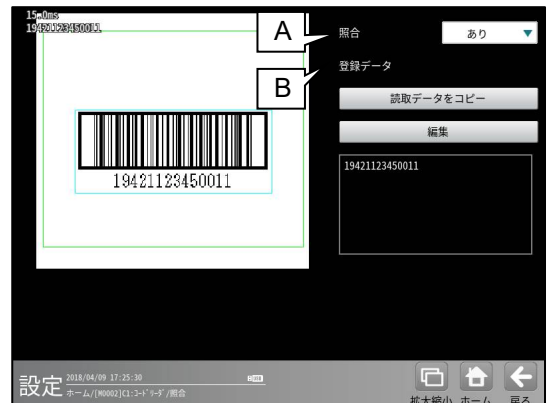 15.0ms
19421123450011
A
照合
あり
登録データ
B
読取データをコピー
編集
19421123450011
19421123450011
設定
2018/04/09 17:25:30
ホーム/[M0002]C1:コードリーダ/照合
拡大縮小 ホーム 戻る